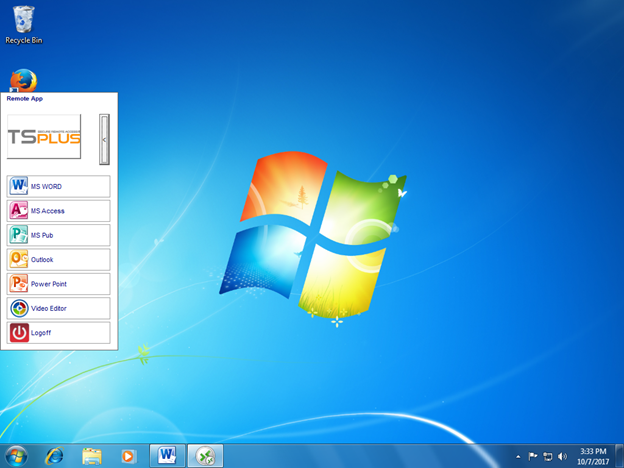 Recycle Bin
Remote App
TSPLUS
MS WORD
MS Access
MS Pub
Outlook
Power Point
Video Editor
Logoff
3:33 PM
10/7/2017